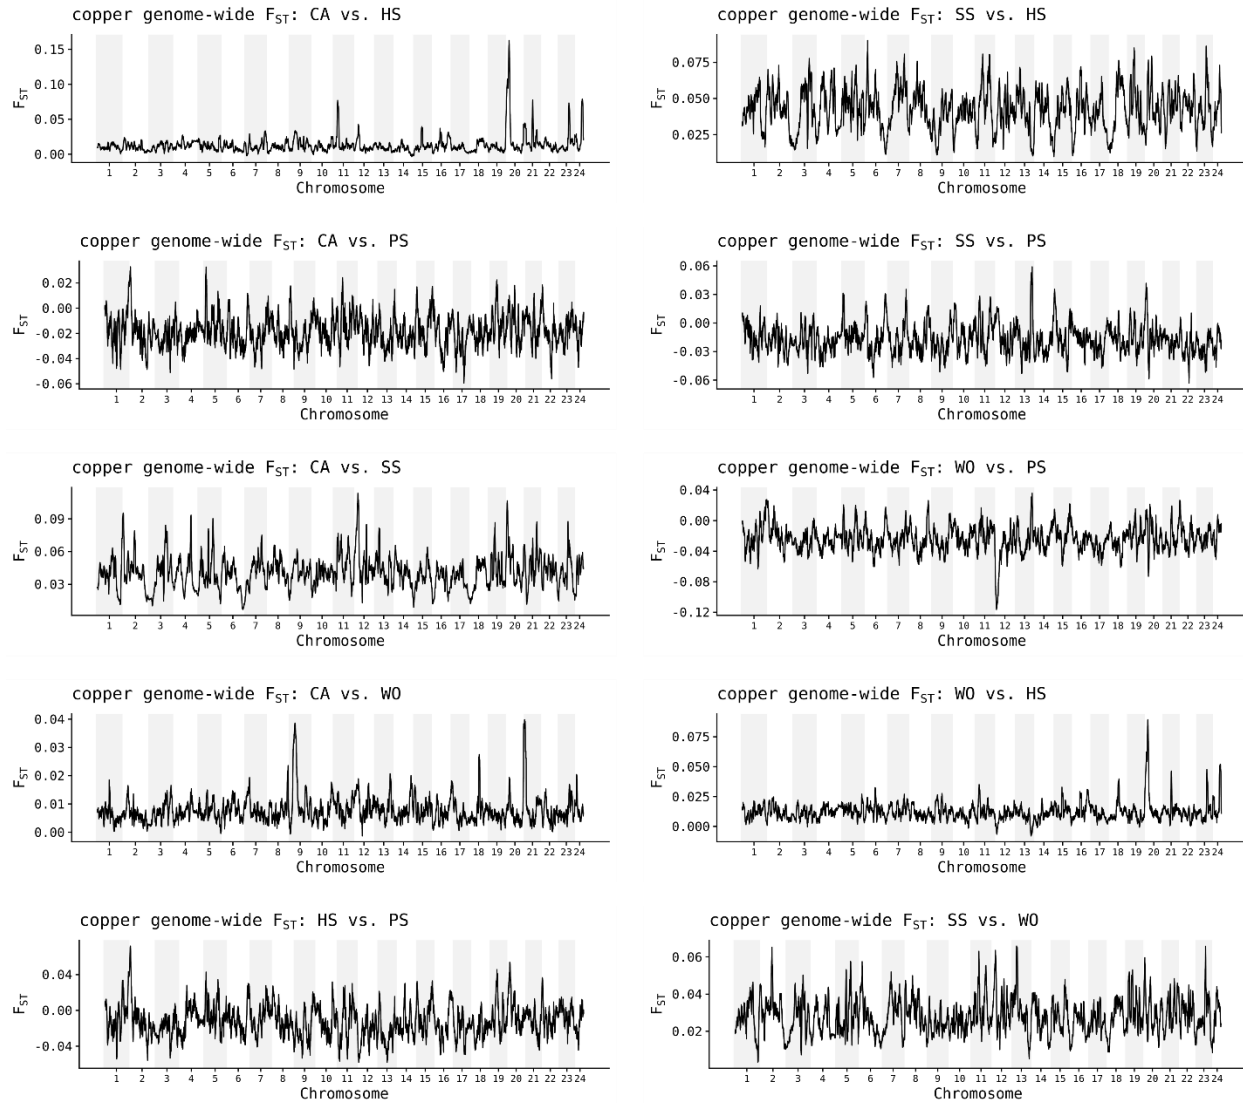 copper genome-wide FST: CA vs. HS
0.15
0.10
0.05
0.00
FST
1 2 3 4 5 6 7 8 9 10 11 12 13 14 15 16 17 18 19 20 21 22 23 24
Chromosome
copper genome-wide FST: SS vs. HS
0.075
0.050
0.025
FST
1 2 3 4 5 6 7 8 9 10 11 12 13 14 15 16 17 18 19 20 21 22 23 24
Chromosome
copper genome-wide FST: CA vs. PS
0.02
0.00
-0.02
-0.04
-0.06
FST
1 2 3 4 5 6 7 8 9 10 11 12 13 14 15 16 17 18 19 20 21 22 23 24
Chromosome
copper genome-wide FST: SS vs. PS
0.06
0.03
0.00
-0.03
-0.06
FST
1 2 3 4 5 6 7 8 9 10 11 12 13 14 15 16 17 18 19 20 21 22 23 24
Chromosome
copper genome-wide FST: CA vs. SS
0.09
0.06
0.03
FST
1 2 3 4 5 6 7 8 9 10 11 12 13 14 15 16 17 18 19 20 21 22 23 24
Chromosome
copper genome-wide FST: WO vs. PS
0.04
0.00
-0.04
-0.08
-0.12
FST
1 2 3 4 5 6 7 8 9 10 11 12 13 14 15 16 17 18 19 20 21 22 23 24
Chromosome
copper genome-wide FST: CA vs. WO
0.04
0.03
0.02
0.01
0.00
FST
1 2 3 4 5 6 7 8 9 10 11 12 13 14 15 16 17 18 19 20 21 22 23 24
Chromosome
copper genome-wide FST: WO vs. HS
0.075
0.050
0.025
0.000
FST
1 2 3 4 5 6 7 8 9 10 11 12 13 14 15 16 17 18 19 20 21 22 23 24
Chromosome
copper genome-wide FST: HS vs. PS
0.04
0.00
-0.04
FST
1 2 3 4 5 6 7 8 9 10 11 12 13 14 15 16 17 18 19 20 21 22 23 24
Chromosome
copper genome-wide FST: SS vs. WO
0.06
0.04
0.02
FST
1 2 3 4 5 6 7 8 9 10 11 12 13 14 15 16 17 18 19 20 21 22 23 24
Chromosome